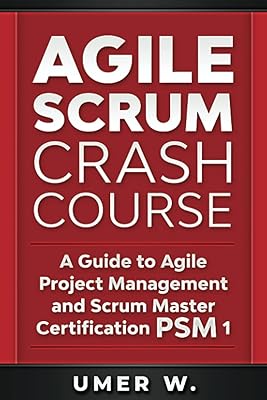 AGILE
SCRUM
CRASH
COURSE
A Guide to Agile
Project Management
and Scrum Master
Certification PSM 1
UMER W.